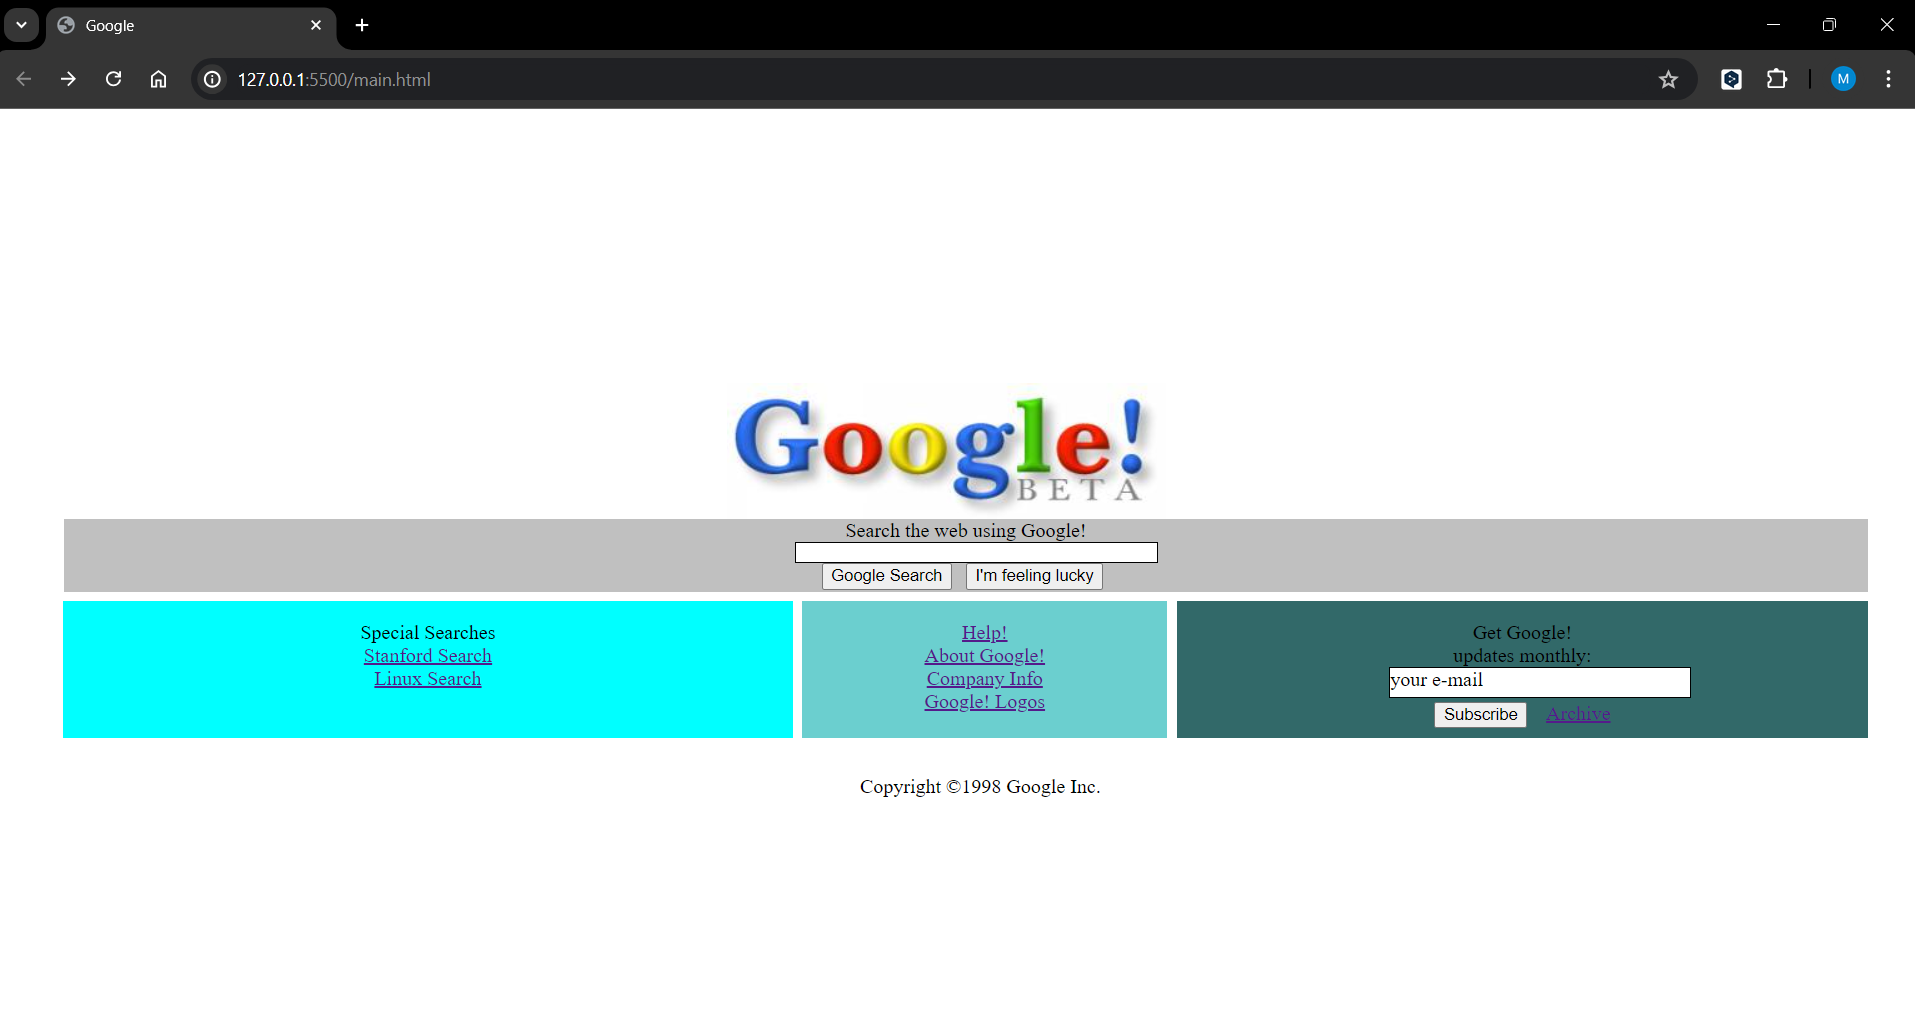 Google
127.0.0.1:5500/main.html
M
Google!
BETA
Search the web using Google!
Google Search I'm feeling lucky
Special Searches
Stanford Search
Linux Search
Help!
About Google!
Company Info
Google! Logos
Get Google!
updates monthly:
your e-mail
Subscribe Archive
Copyright ©1998 Google Inc.